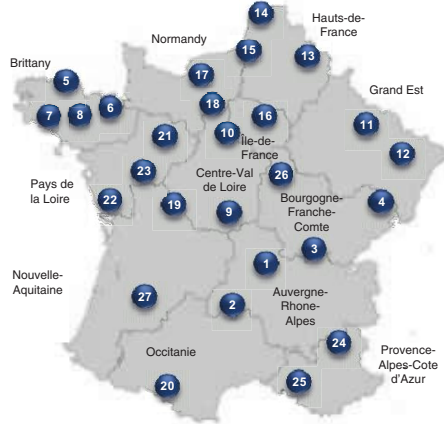 14
Hauts-de-
France
Normandy
15
13
Brittany
17
5
Grand Est
18
6
7
8
16
11
21
10
Île-de-
France
12
23
Centre-Val
de Loire
26
Pays de
la Loire
22
19
9
Bourgogne-
Franche-
Comte
4
3
1
Nouvelle-
Aquitaine
27
2
Auvergne-
Rhone-
Alpes
24
Occitanie
Provence-
Alpes-Cote
d'Azur
20
25